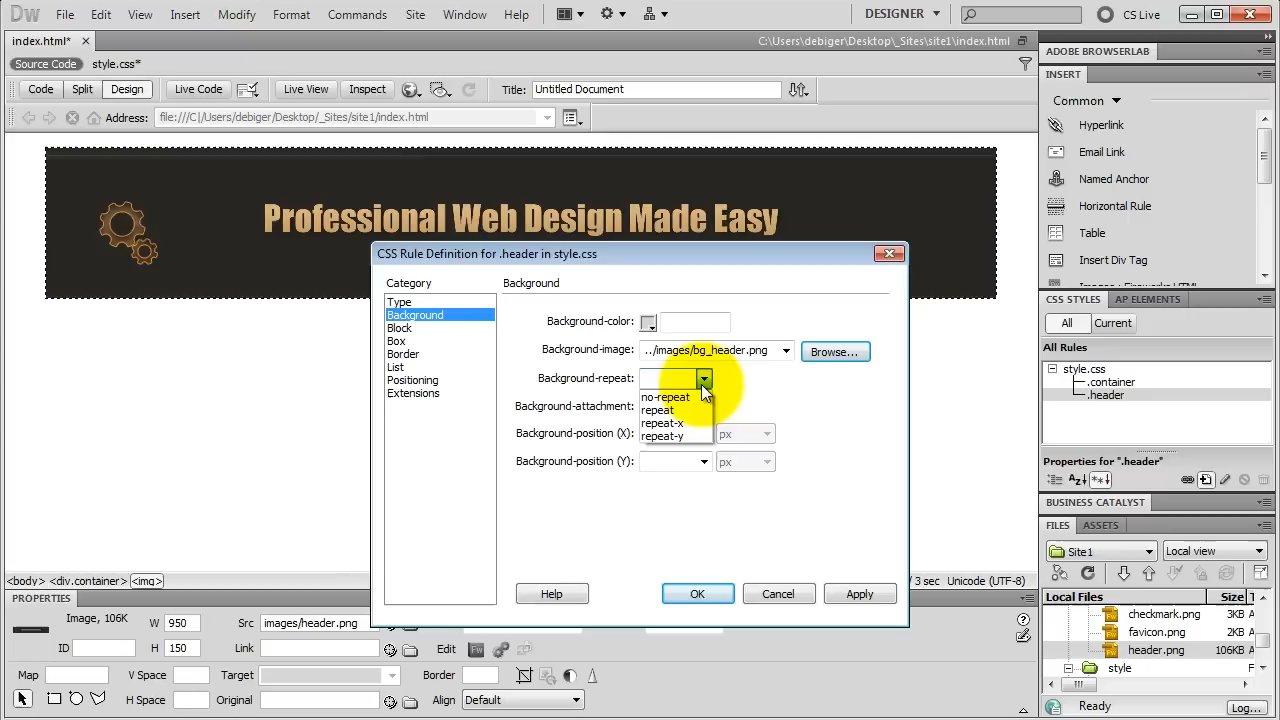 Dw File Edit View Insert Modify Format Commands Site Window Help DESIGNER CS Live
index.html* C:\Users\debiger\Desktop\_Sites\site1\index.html
Source Code style.css*
Code Split Design Live Code Live View Inspect Title: Untitled Document
Address: file:///C|/Users/debiger/Desktop/_Sites/site1/index.html
Professional Web Design Made Easy
CSS Rule Definition for .header in style.css
Category
Type
Background
Block
Box
Border
List
Positioning
Extensions
Background
Background-color:
Background-image: ../images/bg_header.png Browse...
Background-repeat:
no-repeat
repeat
repeat-x
repeat-y
Background-attachment:
Background-position (X): px
Background-position (Y): px
Help OK Cancel Apply
<body> <div.container> <img> / 3 sec Unicode (UTF-8)
PROPERTIES
Image, 106K W 950 Src images/header.png
ID H 150 Link Edit Fw
Map V Space Target Border
H Space Original Align Default
ADOBE BROWSERLAB
INSERT
Common
Hyperlink
Email Link
Named Anchor
Horizontal Rule
Table
Insert Div Tag
Images : Fireworks HTML
CSS STYLES AP ELEMENTS
All Current
All Rules
style.css
.container
.header
Properties for ".header"
Az
BUSINESS CATALYST
FILES ASSETS
Site1 Local view
Local Files Size
checkmark.png 3KB A
favicon.png 2KB A
header.png 106KB A
style F
Ready Log...